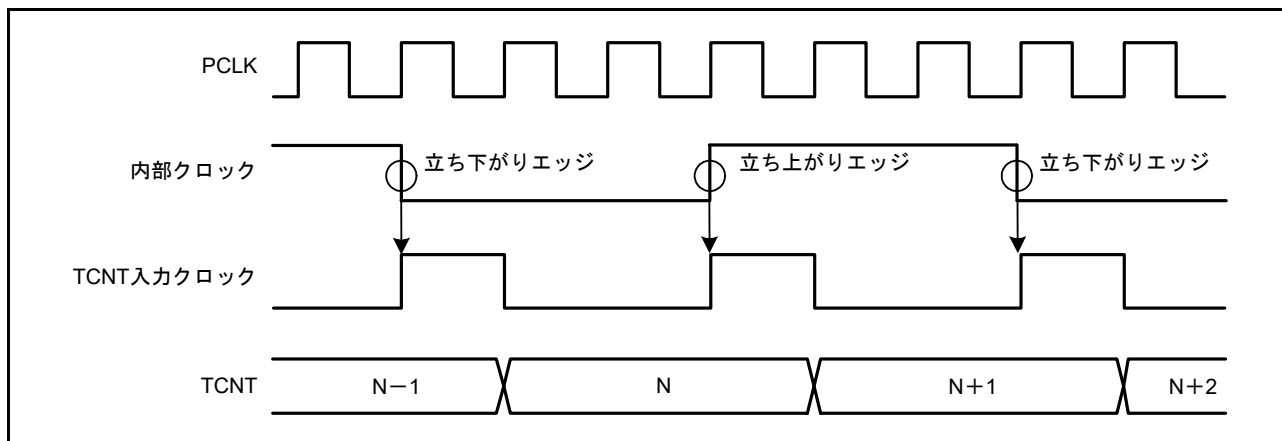 PCLK
内部クロック
立ち下がりエッジ
立ち上がりエッジ
立ち下がりエッジ
TCNT入力クロック
TCNT
N－1
N
N＋1
N＋2